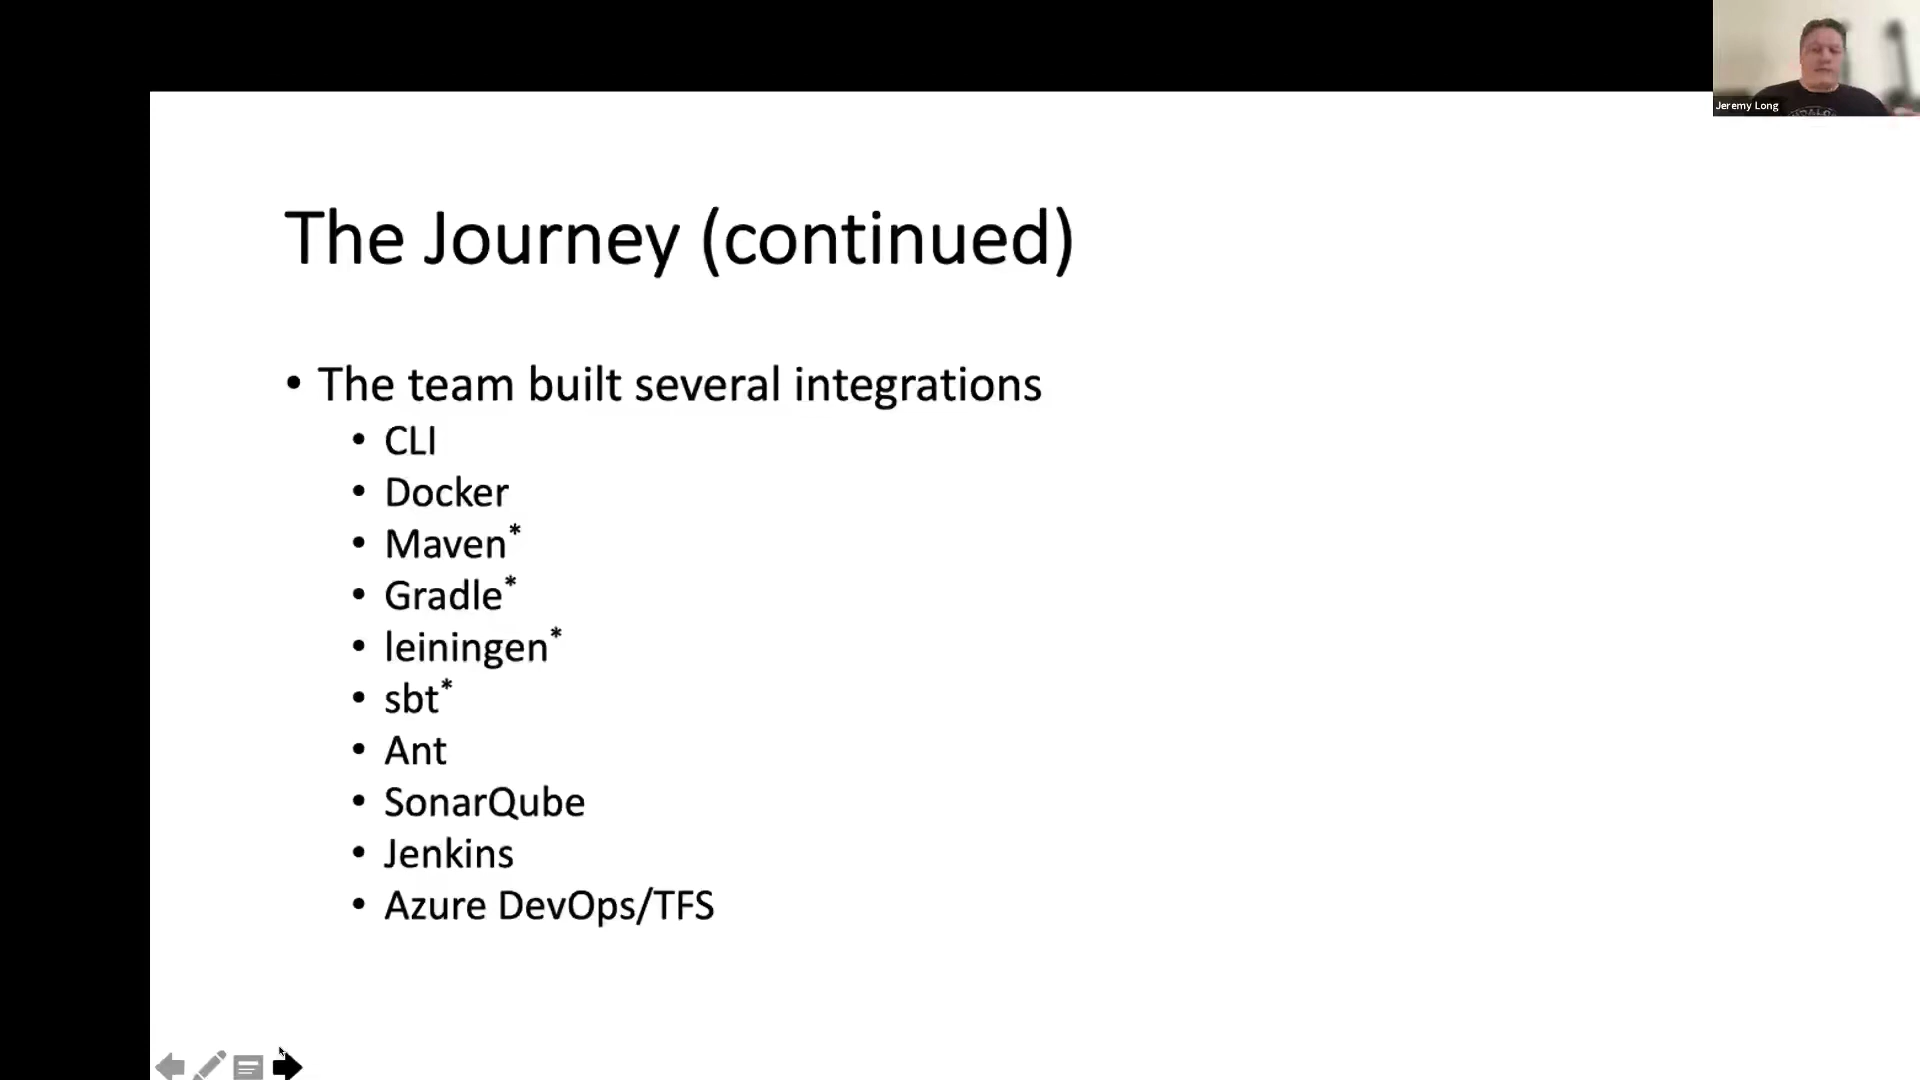 Jeremy Long
The Journey (continued)
• The team built several integrations
• CLI
• Docker
• Maven*
• Gradle*
• leiningen*
• sbt*
• Ant
• SonarQube
• Jenkins
• Azure DevOps/TFS